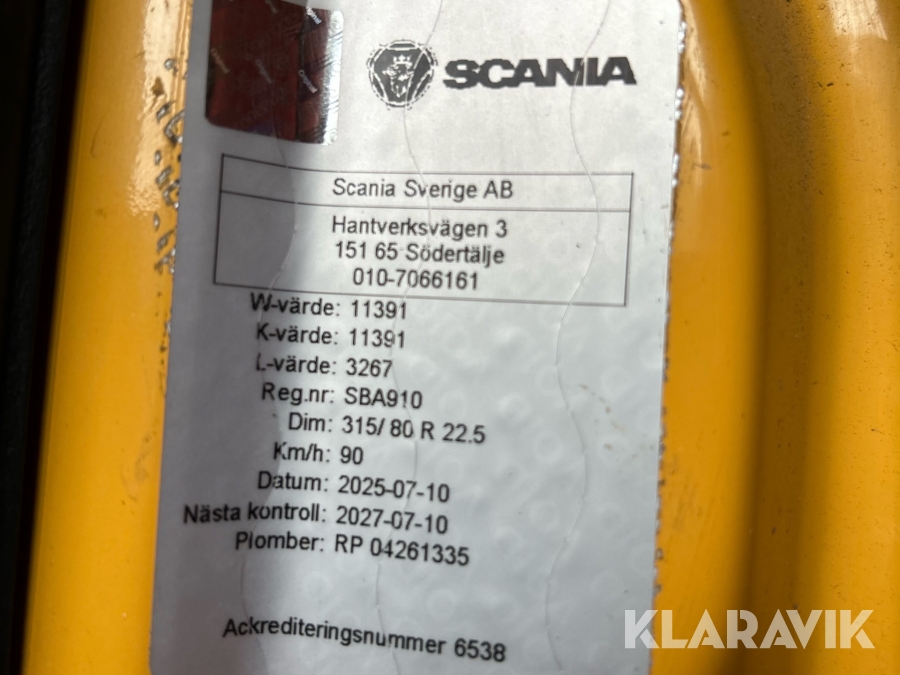 SCANIA
Scania Sverige AB
Hantverksvägen 3
151 65 Södertälje
010-7066161
W-värde: 11391
K-värde: 11391
L-värde: 3267
Reg.nr: SBA910
Dim: 315/ 80 R 22.5
Km/h: 90
Datum: 2025-07-10
Nästa kontroll: 2027-07-10
Plomber: RP 04261335
Ackrediteringsnummer 6538
KLARAVIK